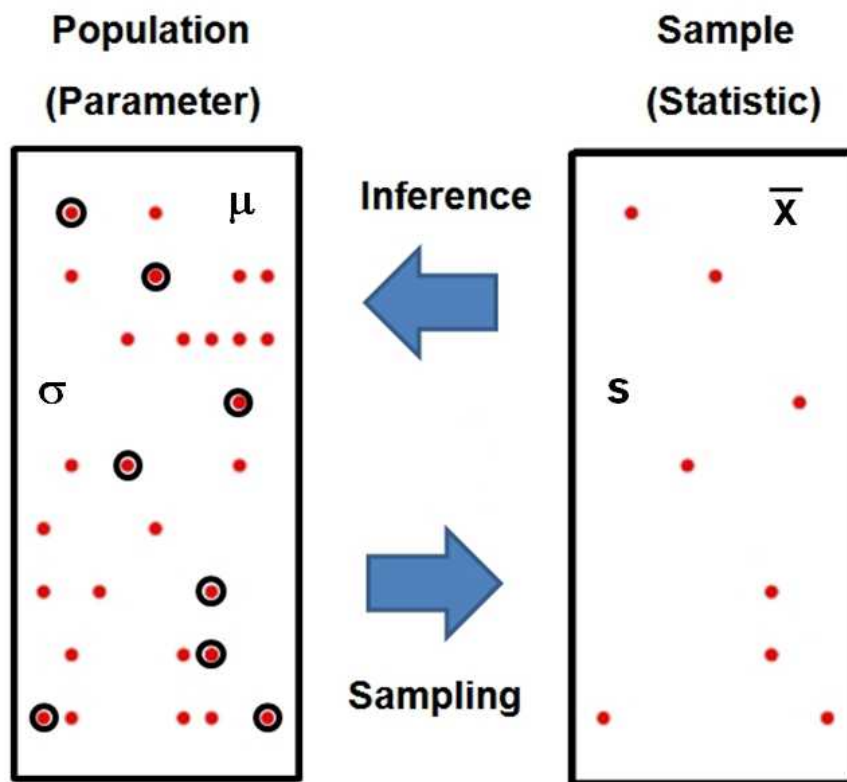 Population
(Parameter)
Sample
(Statistic)
μ
Inference
x̄
σ
s
Sampling